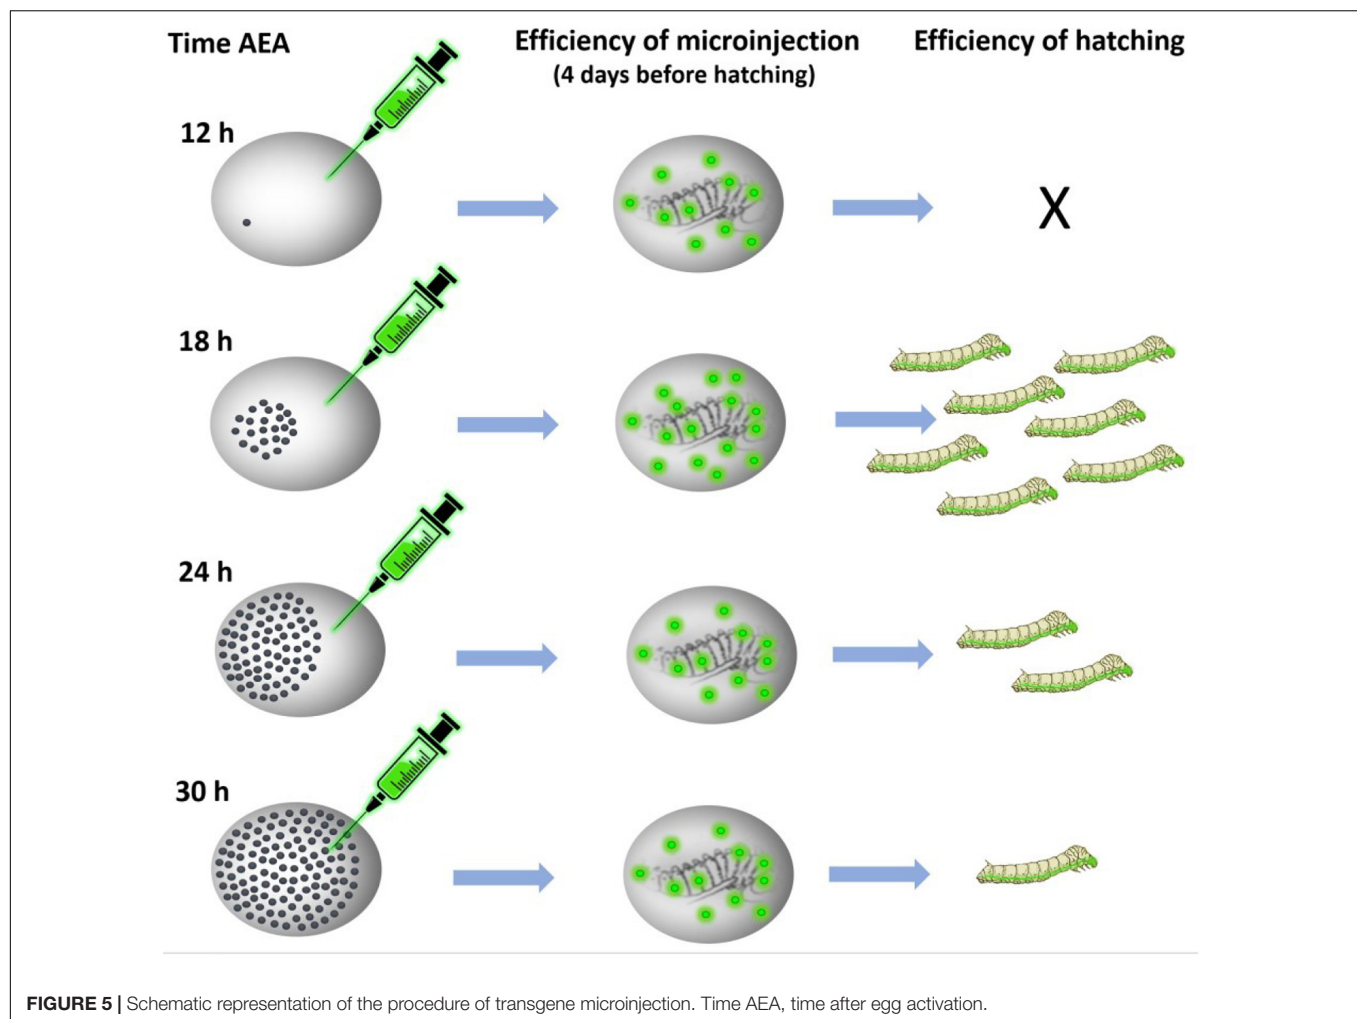 Time AEA
Efficiency of microinjection
(4 days before hatching)
Efficiency of hatching
12 h
X
18 h
24 h
30 h
FIGURE 5 | Schematic representation of the procedure of transgene microinjection. Time AEA, time after egg activation.